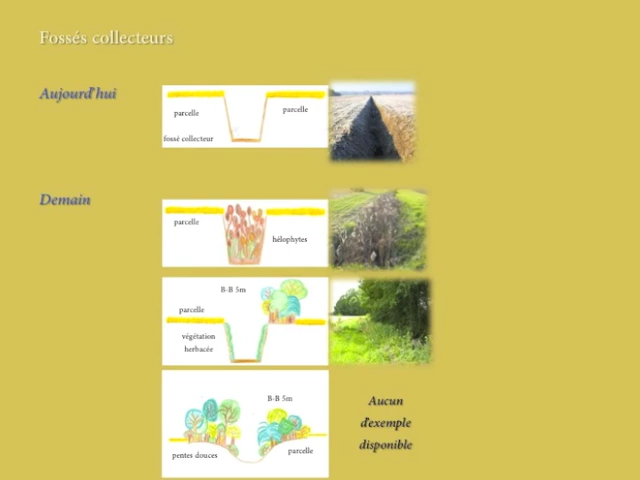 Fossés collecteurs
Aujourd'hui
parcelle
parcelle
fossé collecteur
Demain
parcelle
hélophytes
B-B 5m
parcelle
végétation
herbacée
B-B 5m
pentes douces
parcelle
Aucun
d'exemple
disponible